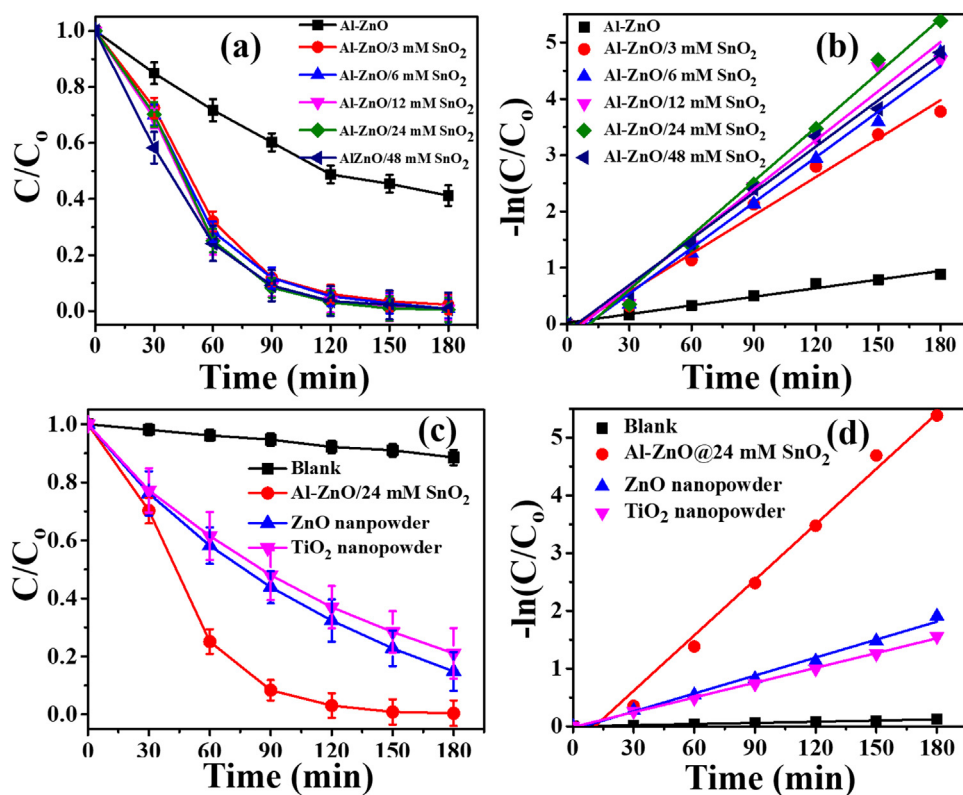 (a)
Al-ZnO
Al-ZnO/3 mM SnO₂
Al-ZnO/6 mM SnO₂
Al-ZnO/12 mM SnO₂
Al-ZnO/24 mM SnO₂
AlZnO/48 mM SnO₂
C/C₀
1.0
0.8
0.6
0.4
0.2
0.0
0 30 60 90 120 150 180
Time (min)
(b)
Al-ZnO
Al-ZnO/3 mM SnO₂
Al-ZnO/6 mM SnO₂
Al-ZnO/12 mM SnO₂
Al-ZnO/24 mM SnO₂
Al-ZnO/48 mM SnO₂
-ln(C/C₀)
5
4
3
2
1
0
0 30 60 90 120 150 180
Time (min)
(c)
Blank
Al-ZnO/24 mM SnO₂
ZnO nanpowder
TiO₂ nanopowder
C/C₀
1.0
0.8
0.6
0.4
0.2
0.0
0 30 60 90 120 150 180
Time (min)
(d)
Blank
Al-ZnO@24 mM SnO₂
ZnO nanopowder
TiO₂ nanopowder
-ln(C/C₀)
5
4
3
2
1
0
0 30 60 90 120 150 180
Time (min)